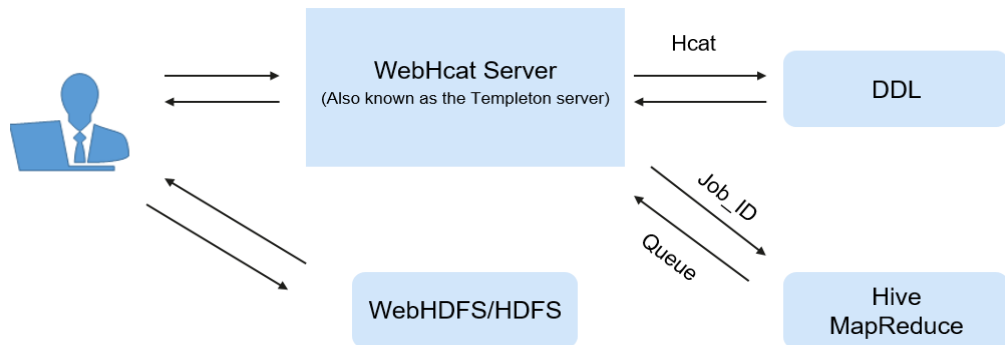 WebHcat Server
(Also known as the Templeton server)
Hcat
DDL
Job_ID
Queue
WebHDFS/HDFS
Hive
MapReduce